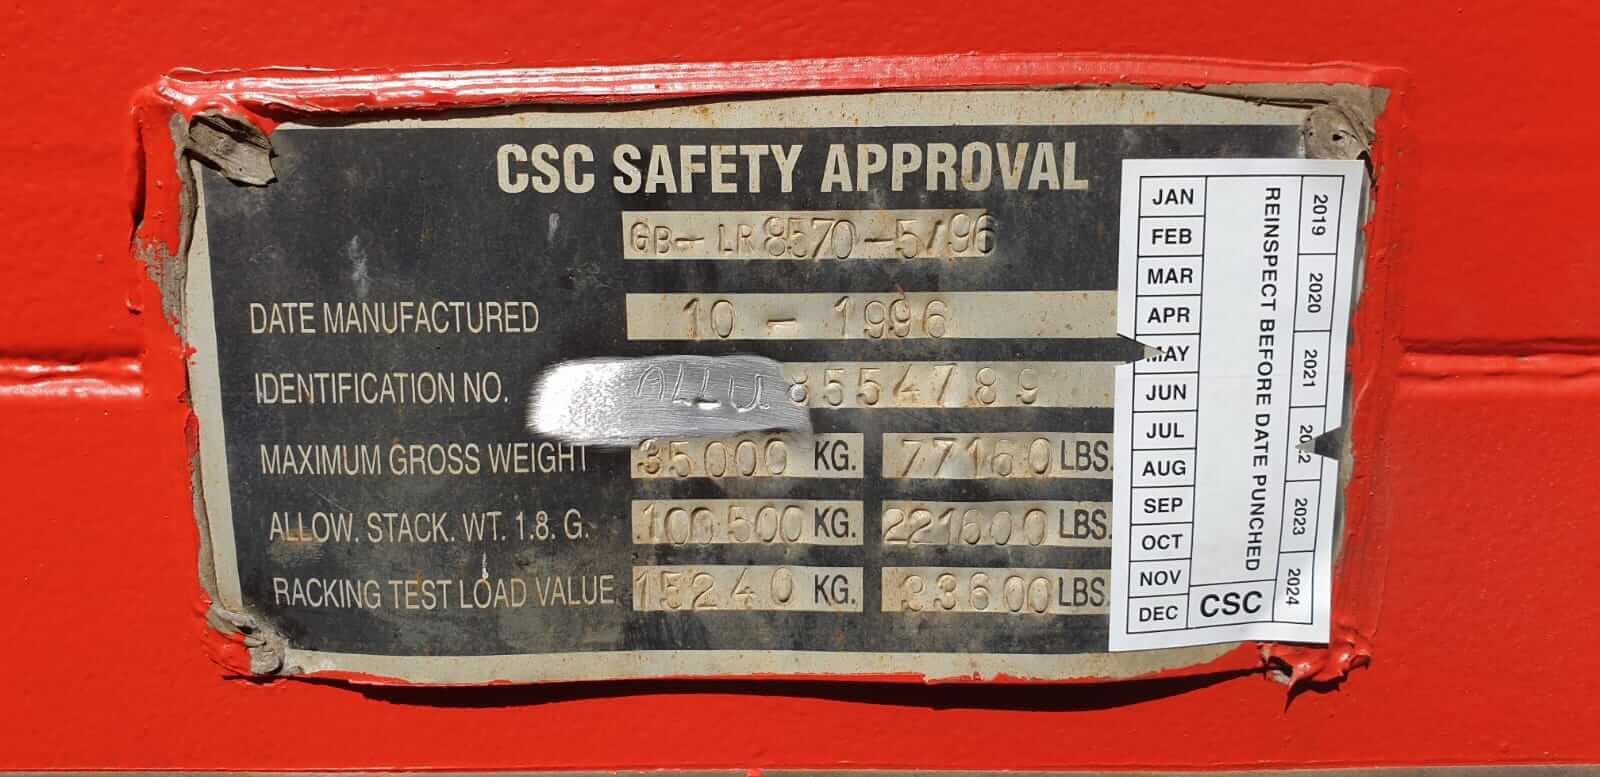 CSC SAFETY APPROVAL
GB-LR8570-5/96
DATE MANUFACTURED 10 - 1996
IDENTIFICATION NO. ALLU 8554789
MAXIMUM GROSS WEIGHT 35000 KG. 77160 LBS.
ALLOW. STACK. WT. 1.8. G. 100500 KG. 221600 LBS.
RACKING TEST LOAD VALUE 15240 KG. 33600 LBS.
JAN
FEB
MAR
APR
MAY
JUN
JUL
AUG
SEP
OCT
NOV
DEC
REINSPECT BEFORE DATE PUNCHED
CSC
2019
2020
2021
2023
2024